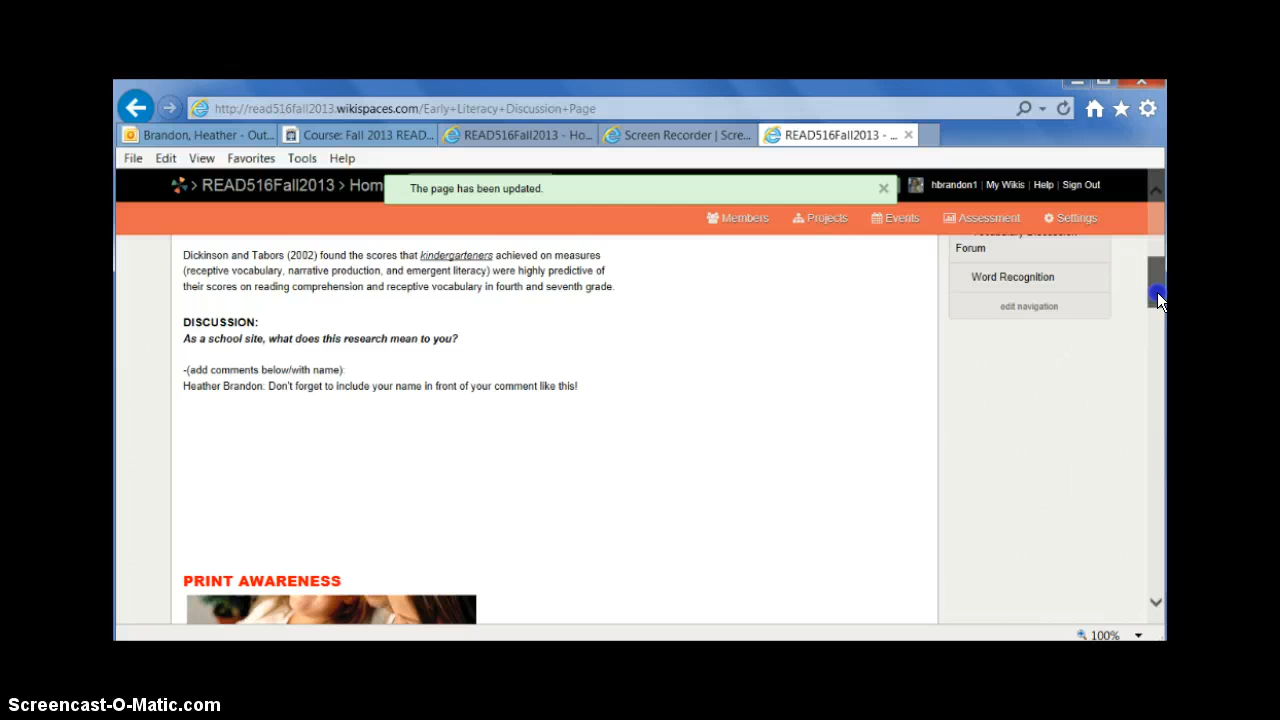 http://read516fall2013.wikispaces.com/Early+Literacy+Discussion+Page
Brandon, Heather - Out... Course: Fall 2013 READ... READ516Fall2013 - Ho... Screen Recorder | Scre... READ516Fall2013 - ...
File Edit View Favorites Tools Help
> READ516Fall2013 > Hom
The page has been updated.
hbrandon1 | My Wikis | Help | Sign Out
Members Projects Events Assessment Settings
Vocabulary Discussion
Forum
Word Recognition
edit navigation
Dickinson and Tabors (2002) found the scores that kindergarteners achieved on measures
(receptive vocabulary, narrative production, and emergent literacy) were highly predictive of
their scores on reading comprehension and receptive vocabulary in fourth and seventh grade.
DISCUSSION:
As a school site, what does this research mean to you?
-(add comments below/with name):
Heather Brandon: Don't forget to include your name in front of your comment like this!
PRINT AWARENESS
100%
Screencast-O-Matic.com